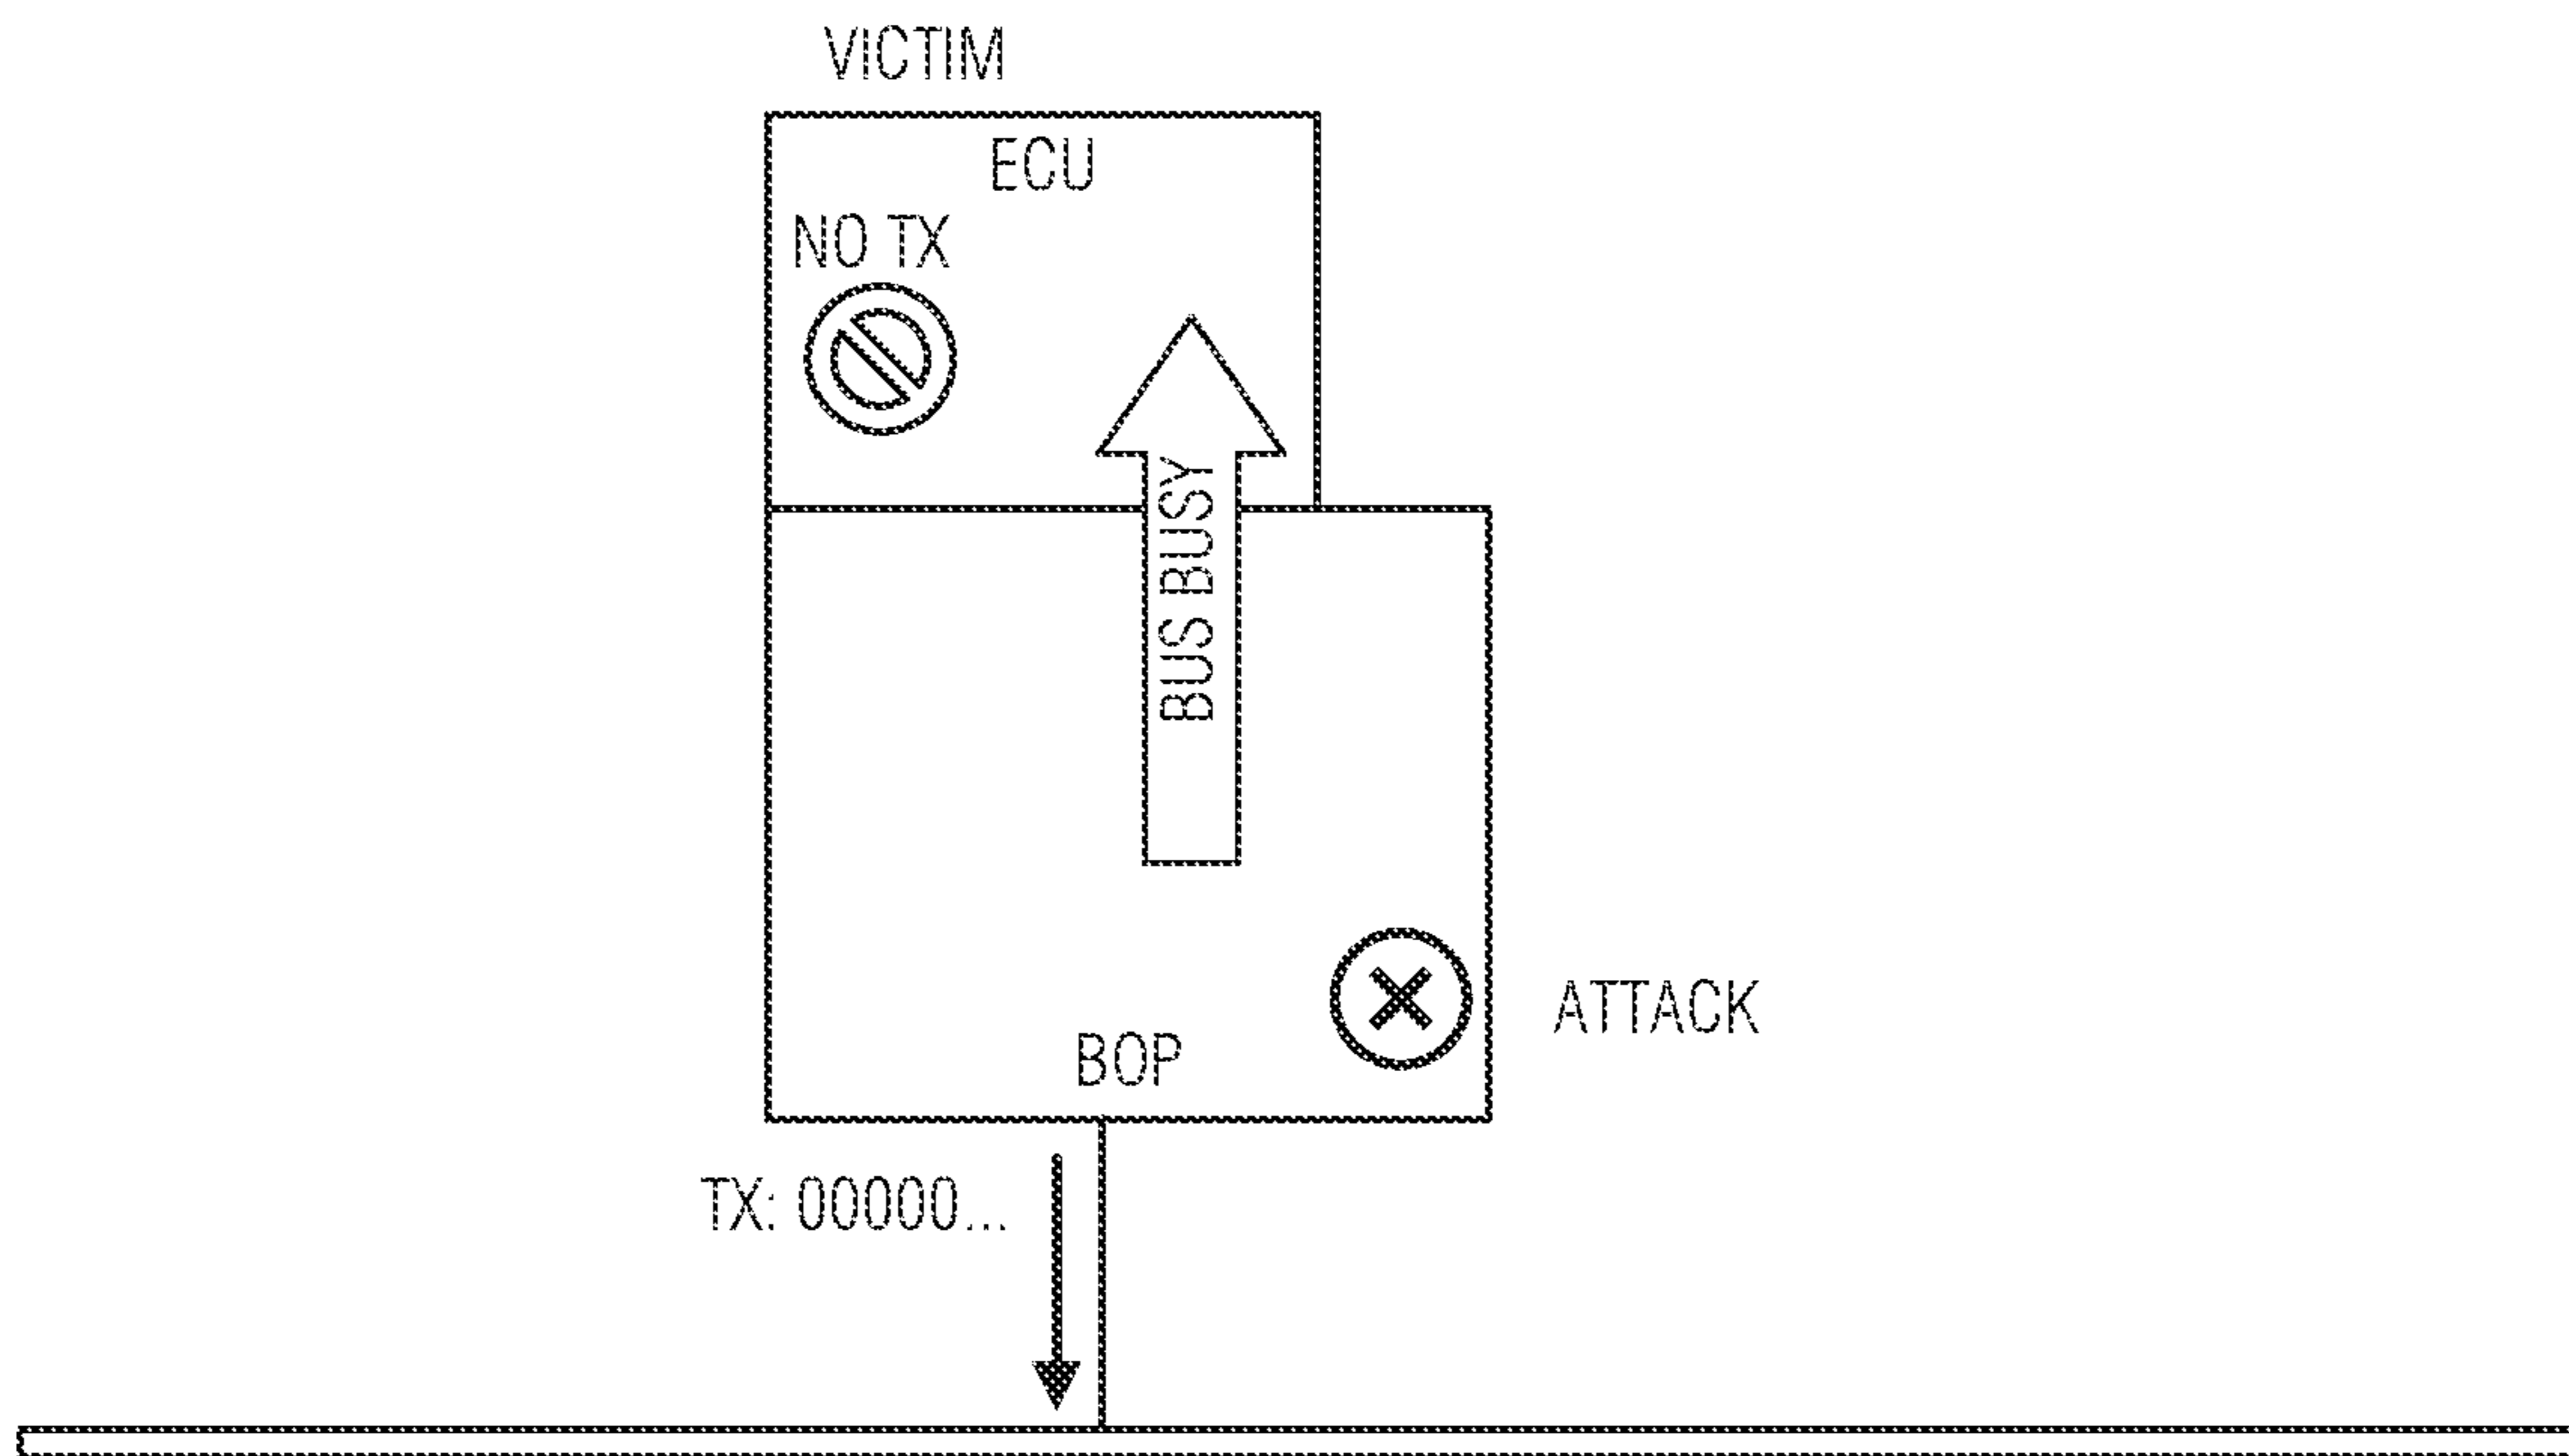 VICTIM
ECU
NO TX
BUS BUSY
ATTACK
BOP
TX: 00000...